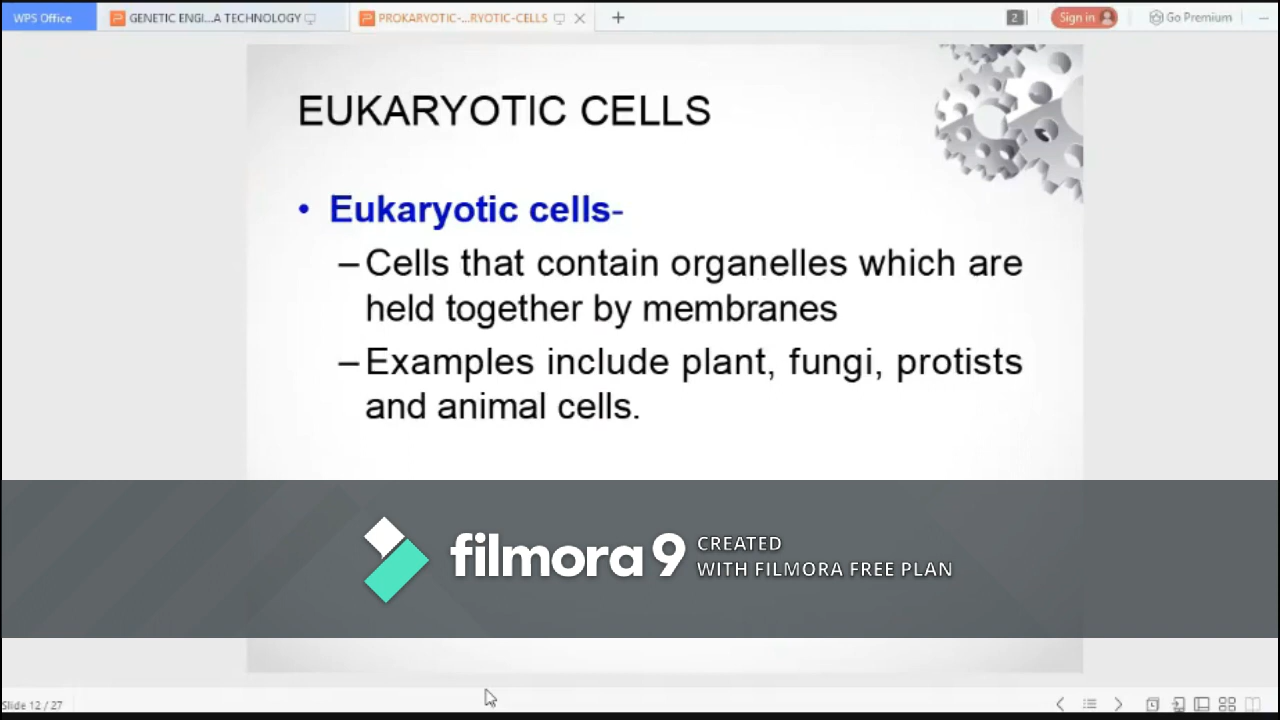 WPS Office
GENETIC ENGI...A TECHNOLOGY
PROKARYOTIC-...RYOTIC-CELLS
2
Sign in
Go Premium
EUKARYOTIC CELLS
• Eukaryotic cells-
–Cells that contain organelles which are
held together by membranes
–Examples include plant, fungi, protists
and animal cells.
filmora9
CREATED
WITH FILMORA FREE PLAN
Slide 12 / 27